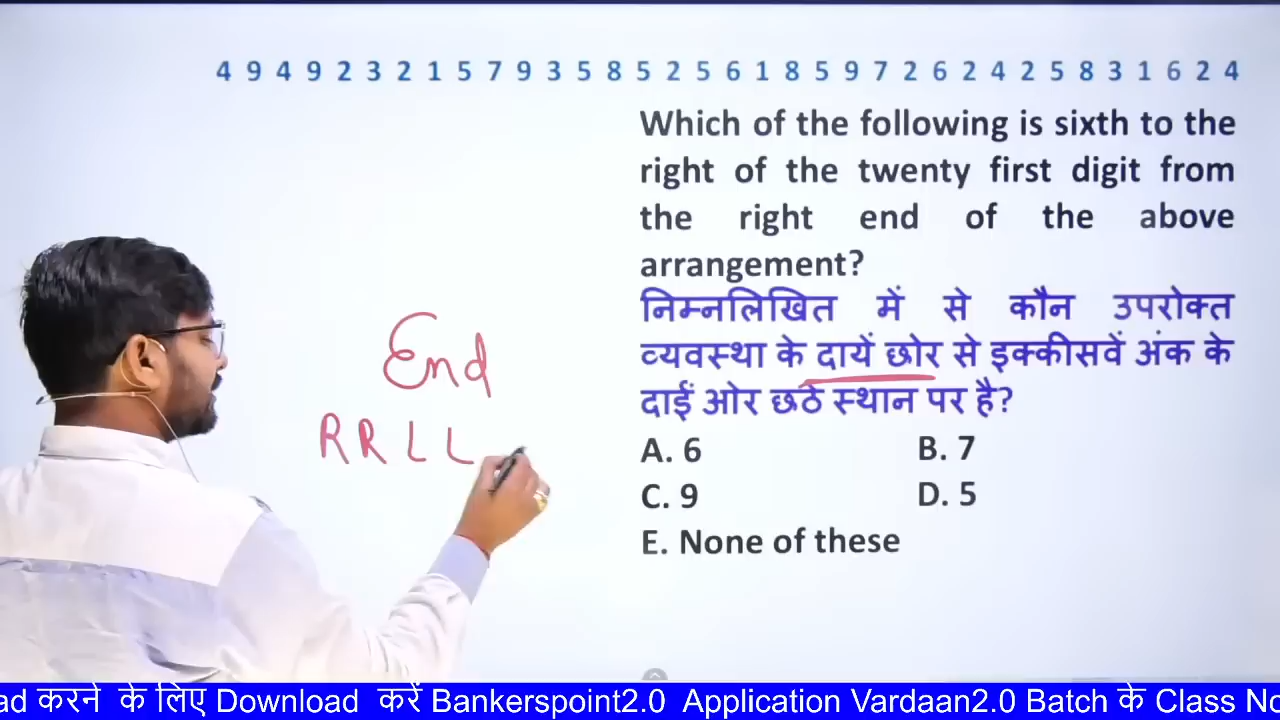 4 9 4 9 2 3 2 1 5 7 9 3 5 8 5 2 5 6 1 8 5 9 7 2 6 2 4 2 5 8 3 1 6 2 4
Which of the following is sixth to the
right of the twenty first digit from
the right end of the above
arrangement?
निम्नलिखित में से कौन उपरोक्त
व्यवस्था के दायें छोर से इक्कीसवें अंक के
दाईं ओर छठे स्थान पर है?
A. 6 B. 7
C. 9 D. 5
E. None of these
End
R R L L
ad करने के लिए Download करें Bankerspoint2.0 Application Vardaan2.0 Batch के Class No